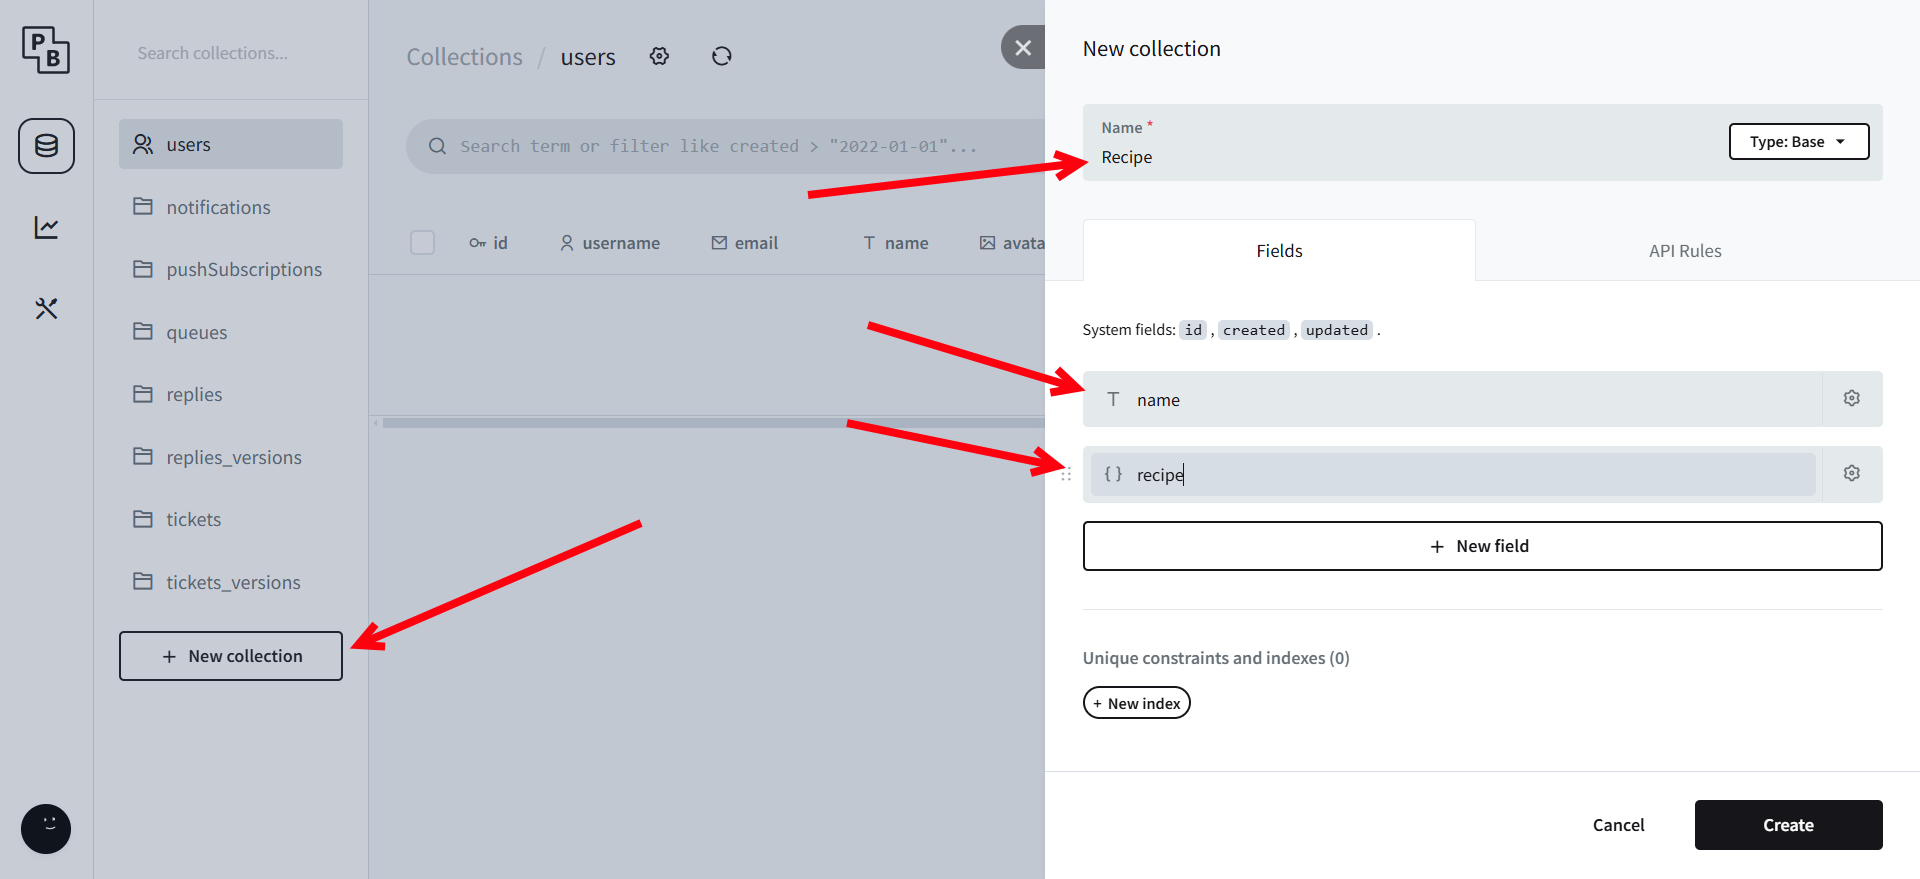 PB
Search collections...
users
notifications
pushSubscriptions
queues
replies
replies_versions
tickets
tickets_versions
+ New collection
Collections / users
Search term or filter like created > "2022-01-01"...
id username email name avata
New collection
Name *
Recipe
Type: Base
Fields API Rules
System fields: id , created , updated .
T name
{ } recipe
+ New field
Unique constraints and indexes (0)
+ New index
Cancel Create